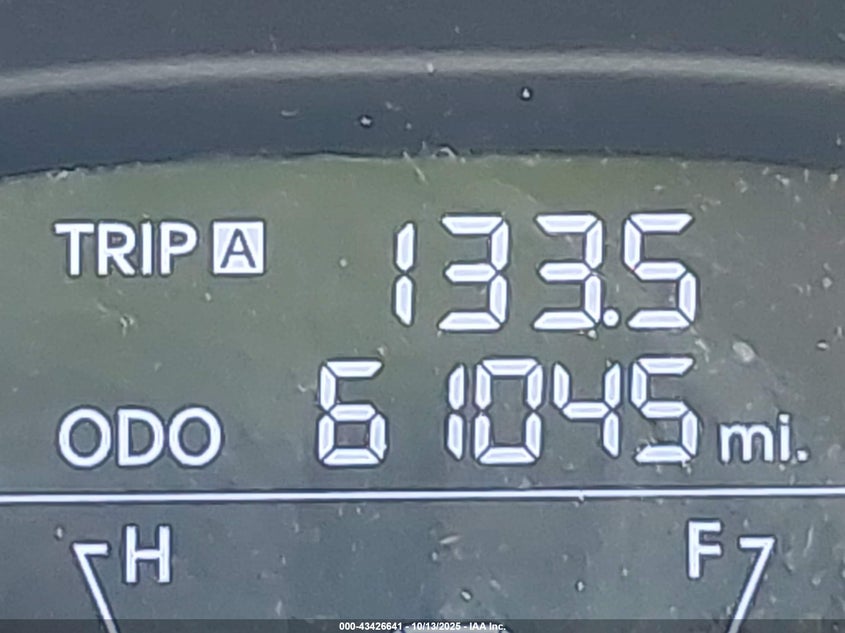 TRIP A 133.5
ODO 61045 mi.
H F
000-43426641 - 10/13/2025 - IAA Inc.